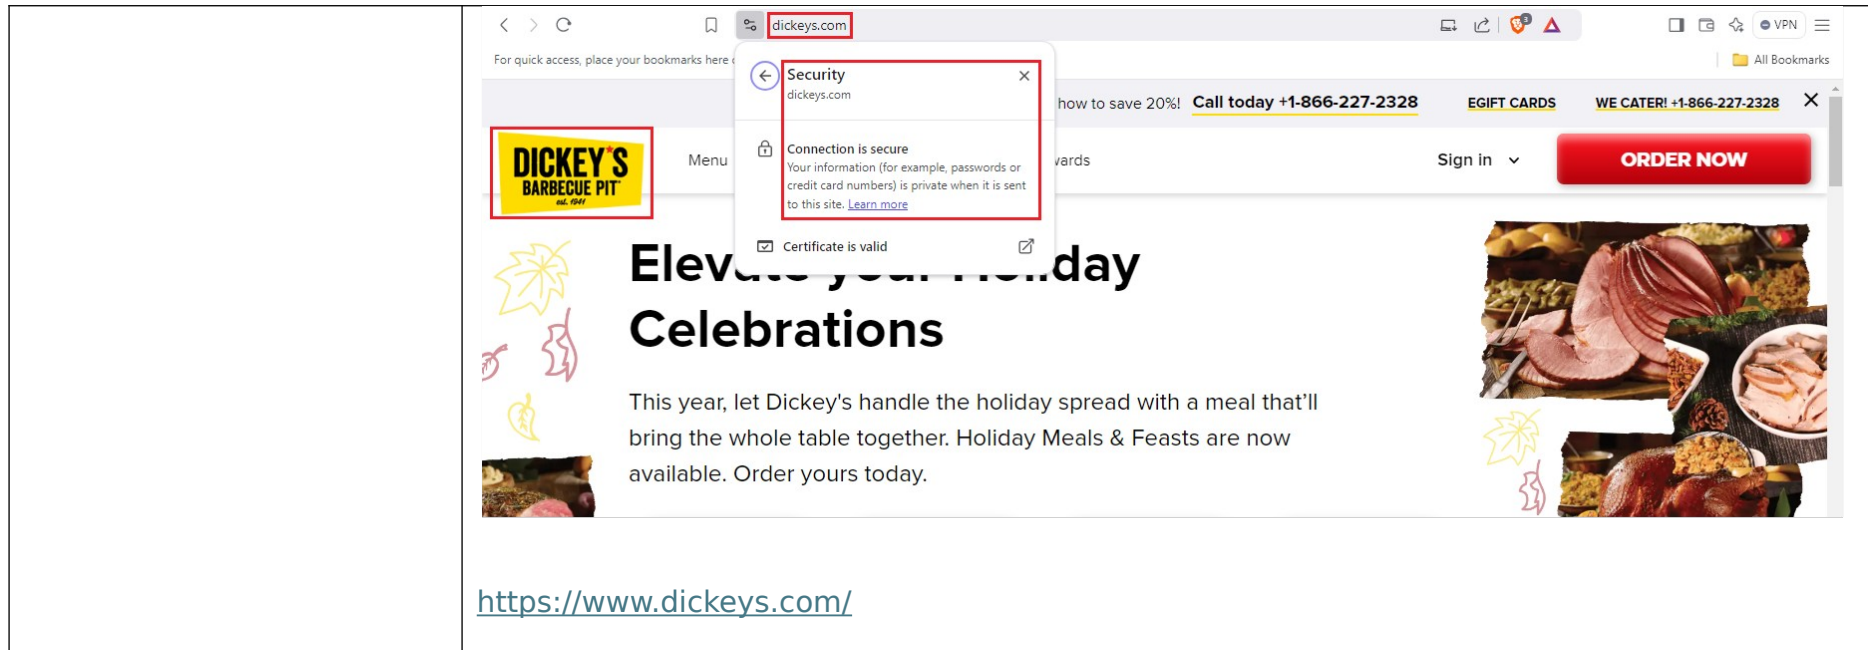 dickeys.com
3
VPN
For quick access, place your bookmarks here
All Bookmarks
Security
dickeys.com
how to save 20%! Call today +1-866-227-2328
EGIFT CARDS
WE CATER! +1-866-227-2328
DICKEY'S
BARBECUE PIT
est. 1941
Menu
Connection is secure
Your information (for example, passwords or
credit card numbers) is private when it is sent
to this site. Learn more
Sign in
ORDER NOW
Certificate is valid
Elevate your Holiday
Celebrations
This year, let Dickey's handle the holiday spread with a meal that'll
bring the whole table together. Holiday Meals & Feasts are now
available. Order yours today.
https://www.dickeys.com/